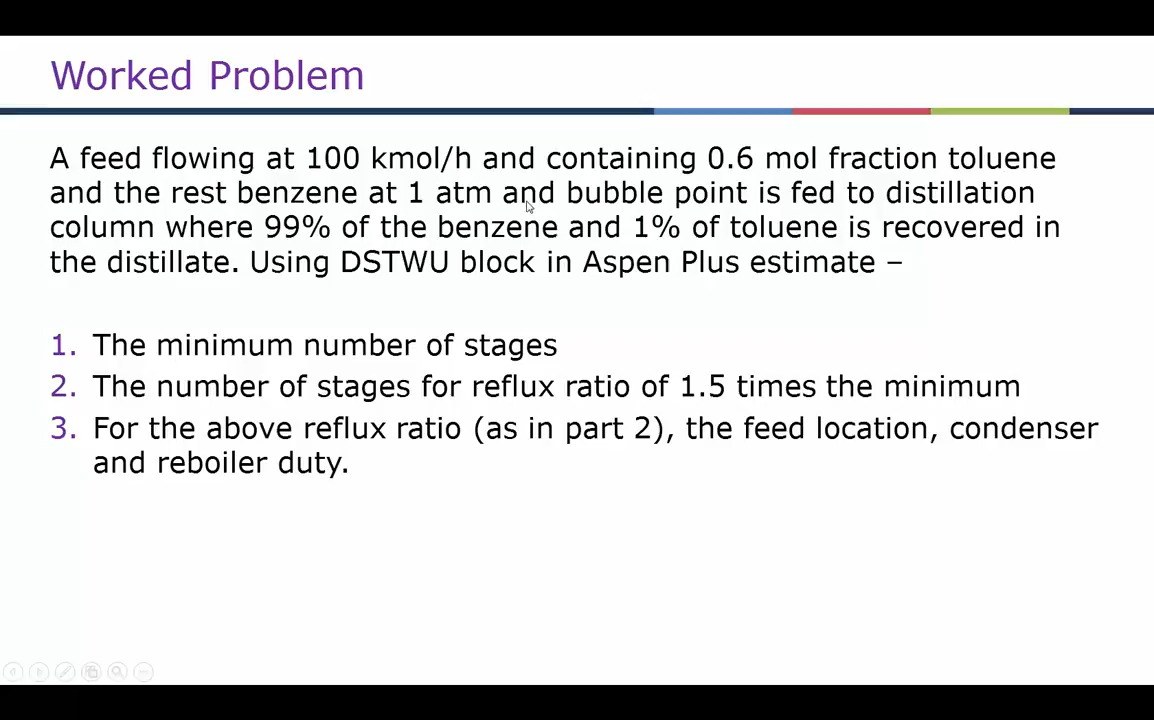 Worked Problem
A feed flowing at 100 kmol/h and containing 0.6 mol fraction toluene
and the rest benzene at 1 atm and bubble point is fed to distillation
column where 99% of the benzene and 1% of toluene is recovered in
the distillate. Using DSTWU block in Aspen Plus estimate –
1. The minimum number of stages
2. The number of stages for reflux ratio of 1.5 times the minimum
3. For the above reflux ratio (as in part 2), the feed location, condenser
and reboiler duty.